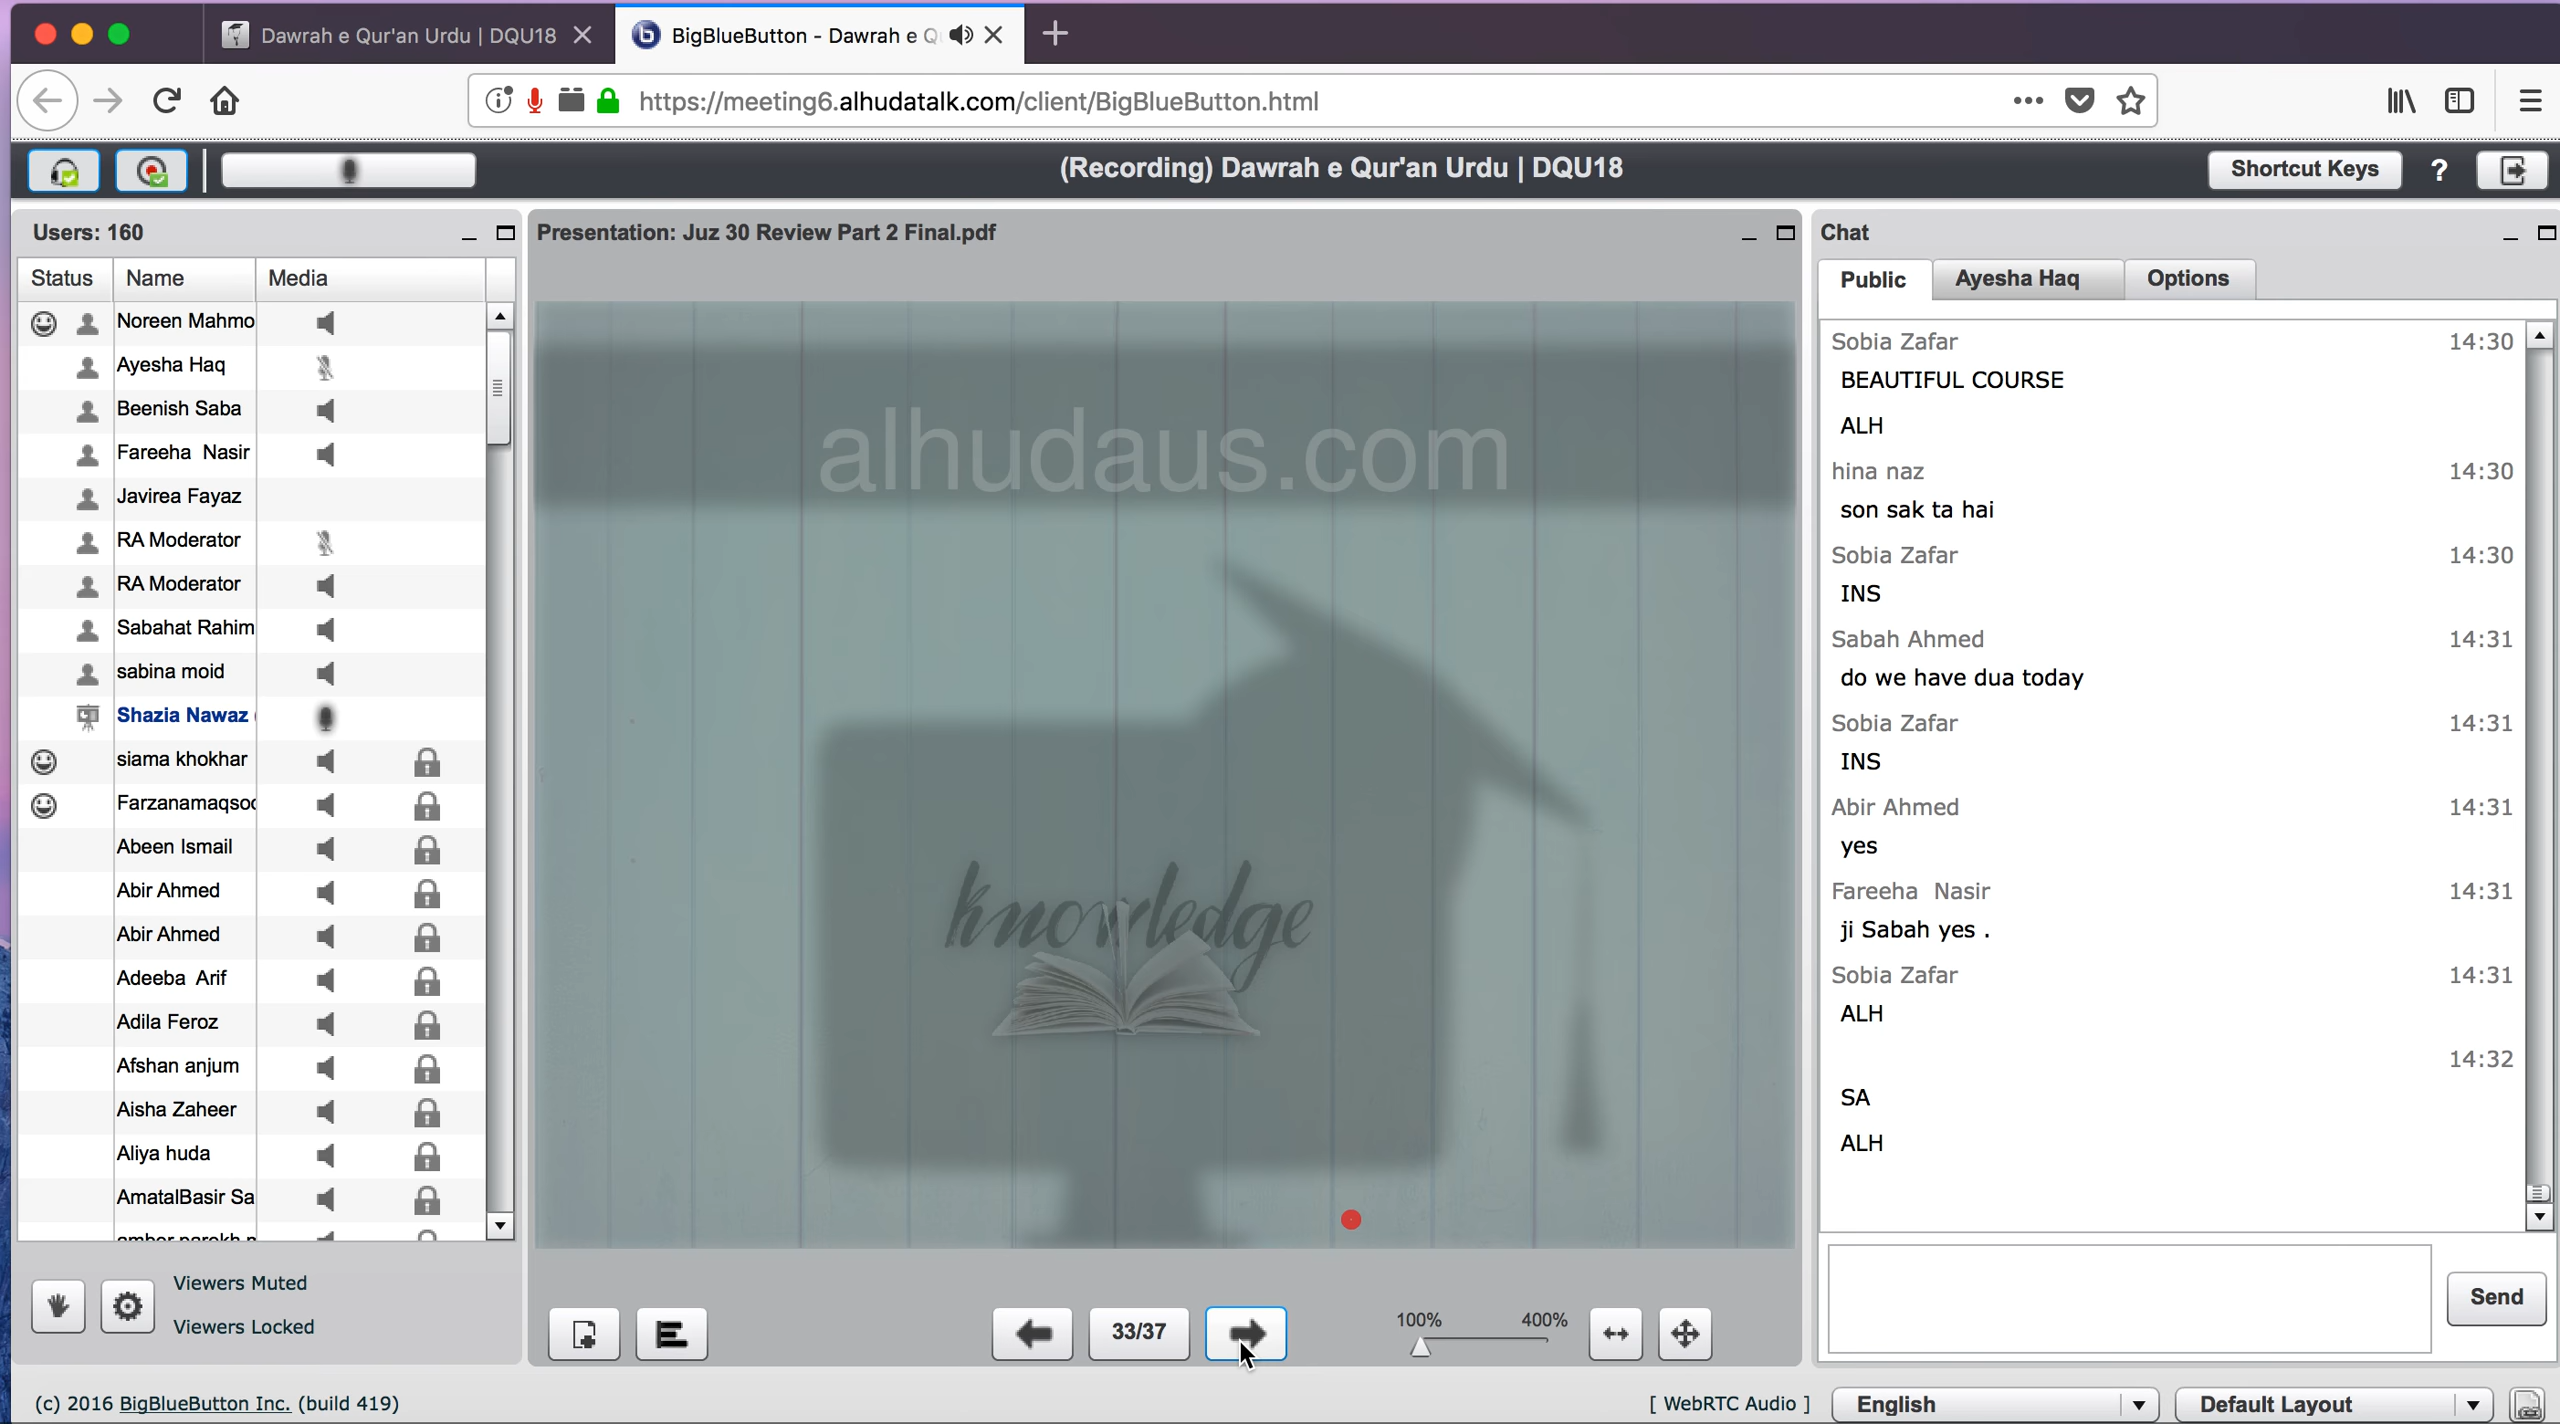 Dawrah e Qur'an Urdu | DQU18
BigBlueButton - Dawrah e Q
https://meeting6.alhudatalk.com/client/BigBlueButton.html
(Recording) Dawrah e Qur'an Urdu | DQU18
Shortcut Keys
?
Users: 160
Status Name Media
Noreen Mahmo
Ayesha Haq
Beenish Saba
Fareeha Nasir
Javirea Fayaz
RA Moderator
RA Moderator
Sabahat Rahim
sabina moid
Shazia Nawaz
siama khokhar
Farzanamaqsoo
Abeen Ismail
Abir Ahmed
Abir Ahmed
Adeeba Arif
Adila Feroz
Afshan anjum
Aisha Zaheer
Aliya huda
AmatalBasir Sa
Viewers Muted
Viewers Locked
Presentation: Juz 30 Review Part 2 Final.pdf
alhudaus.com
knowledge
33/37
100% 400%
Chat
Public Ayesha Haq Options
Sobia Zafar 14:30
BEAUTIFUL COURSE
ALH
hina naz 14:30
son sak ta hai
Sobia Zafar 14:30
INS
Sabah Ahmed 14:31
do we have dua today
Sobia Zafar 14:31
INS
Abir Ahmed 14:31
yes
Fareeha Nasir 14:31
ji Sabah yes .
Sobia Zafar 14:31
ALH
14:32
SA
ALH
Send
(c) 2016 BigBlueButton Inc. (build 419)
[ WebRTC Audio ]
English
Default Layout